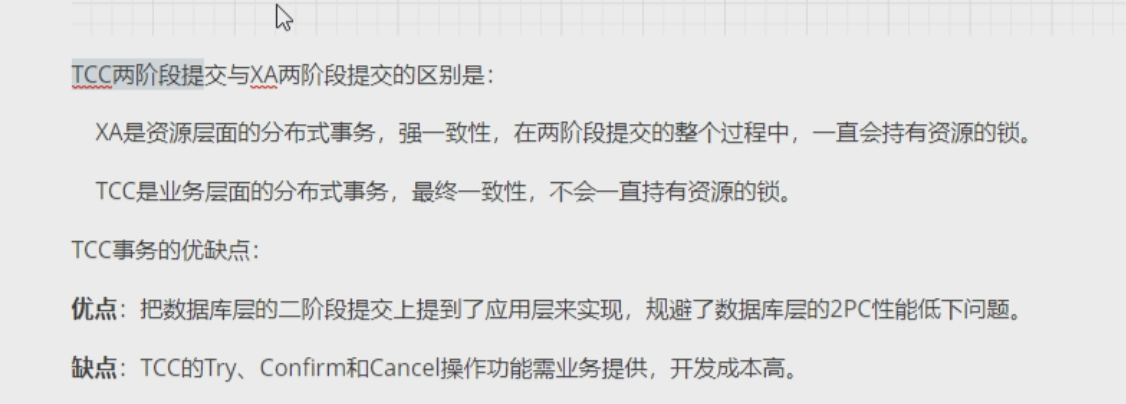 TCC两阶段提交与XA两阶段提交的区别是：
XA是资源层面的分布式事务，强一致性，在两阶段提交的整个过程中，一直会持有资源的锁。
TCC是业务层面的分布式事务，最终一致性，不会一直持有资源的锁。
TCC事务的优缺点：
优点：把数据库层的二阶段提交上提到了应用层来实现，规避了数据库层的2PC性能低下问题。
缺点：TCC的Try、Confirm和Cancel操作功能需业务提供，开发成本高。